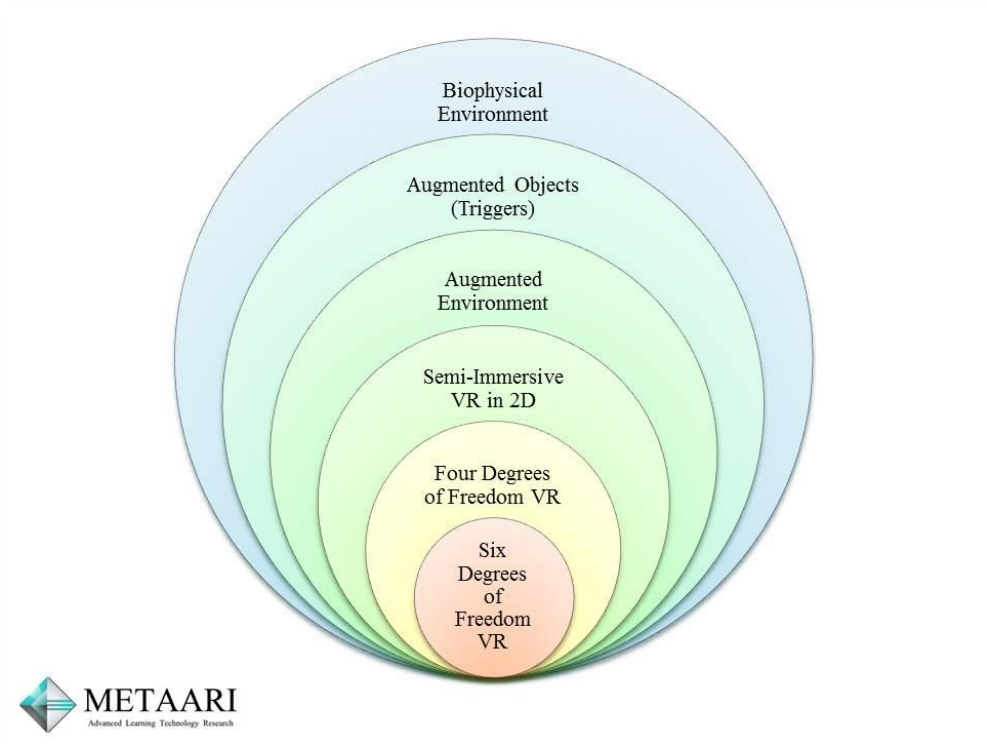 Biophysical
Environment
Augmented Objects
(Triggers)
Augmented
Environment
Semi-Immersive
VR in 2D
Four Degrees
of Freedom VR
Six
Degrees
of
Freedom
VR
METAARI
Advanced Learning Technology Research